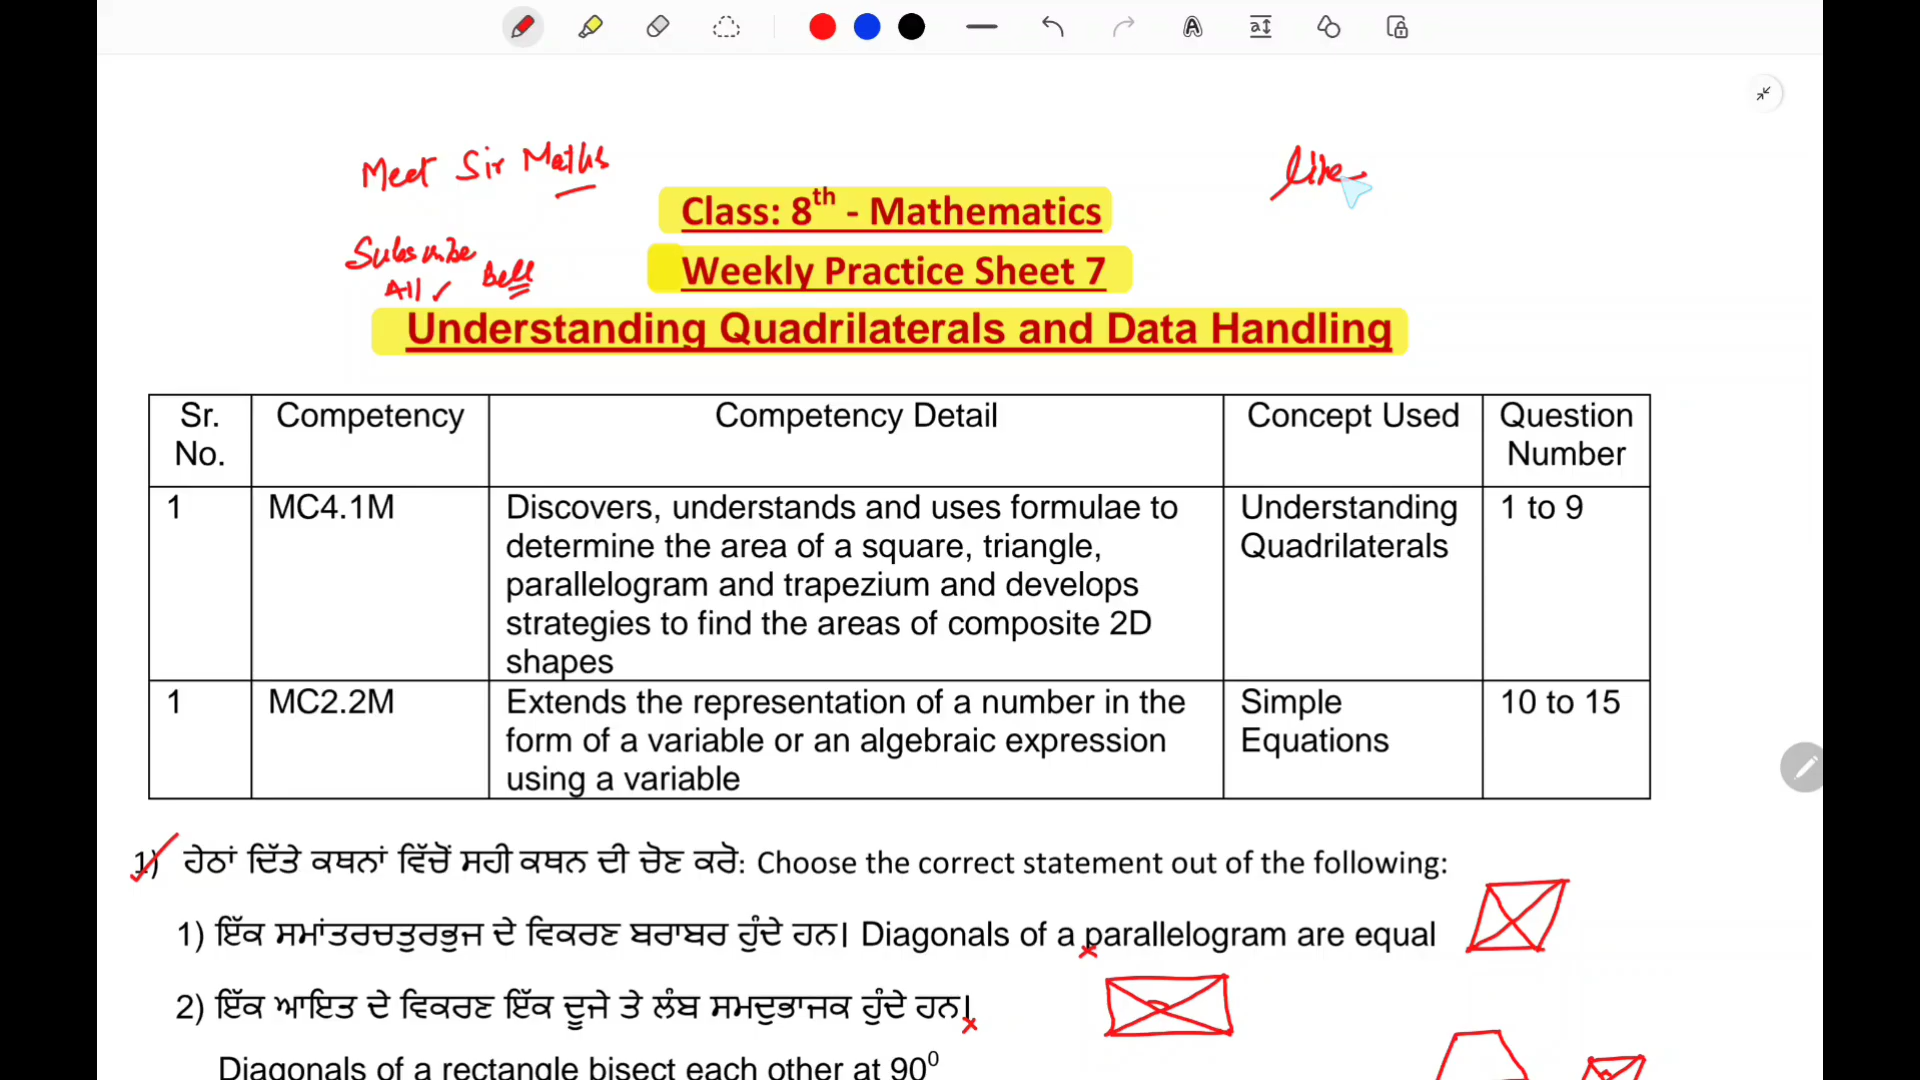 Meet Sir Maths
like
Class: 8th - Mathematics
Subscribe
Bell
All ✓
Weekly Practice Sheet 7
Understanding Quadrilaterals and Data Handling
Sr. No. Competency Competency Detail Concept Used Question Number
1 MC4.1M Discovers, understands and uses formulae to Understanding 1 to 9
determine the area of a square, triangle, Quadrilaterals
parallelogram and trapezium and develops
strategies to find the areas of composite 2D
shapes
1 MC2.2M Extends the representation of a number in the Simple 10 to 15
form of a variable or an algebraic expression Equations
using a variable
1) ਹੇਠਾਂ ਦਿੱਤੇ ਕਥਨਾਂ ਵਿੱਚੋਂ ਸਹੀ ਕਥਨ ਦੀ ਚੋਣ ਕਰੋ: Choose the correct statement out of the following:
1) ਇੱਕ ਸਮਾਂਤਰਚਤੁਰਭੁਜ ਦੇ ਵਿਕਰਣ ਬਰਾਬਰ ਹੁੰਦੇ ਹਨ। Diagonals of a parallelogram are equal
2) ਇੱਕ ਆਇਤ ਦੇ ਵਿਕਰਣ ਇੱਕ ਦੂਜੇ ਤੇ ਲੰਬ ਸਮਦੁਭਾਜਕ ਹੁੰਦੇ ਹਨ।
Diagonals of a rectangle bisect each other at 90⁰